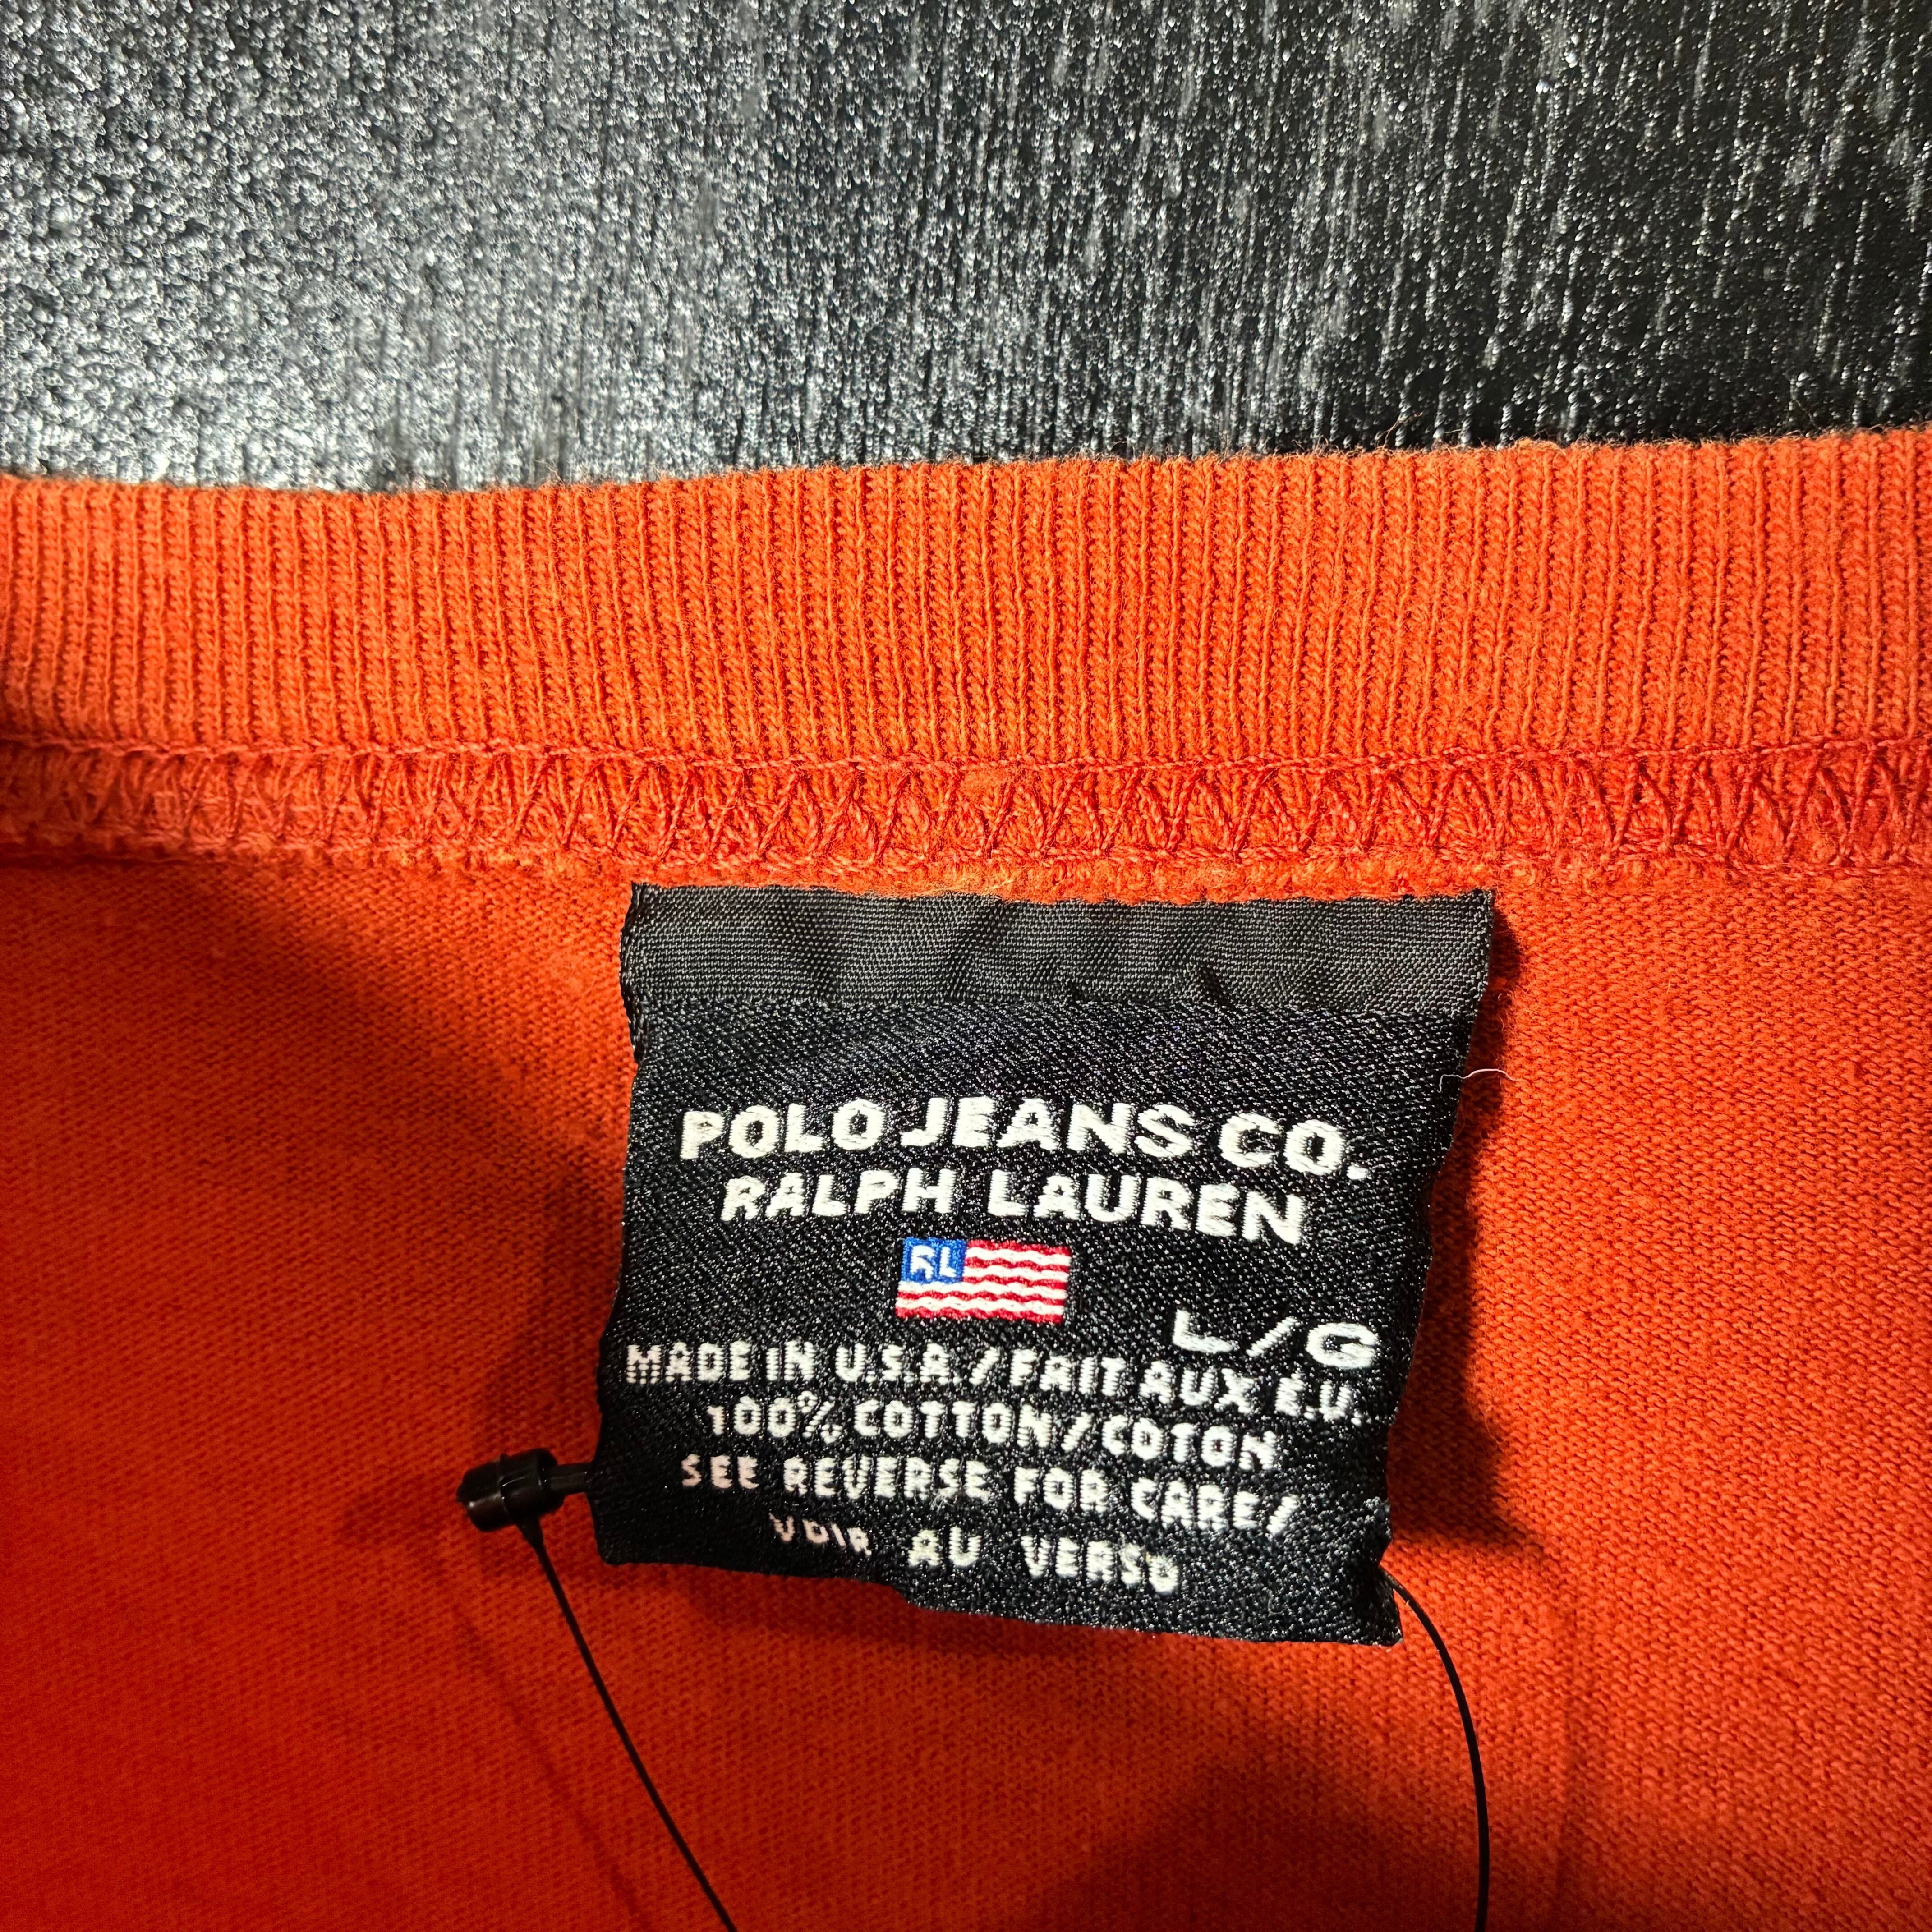 POLO JEANS CO.
RALPH LAUREN
RL
L/G
MADE IN U.S.A./FAIT AUX É.U.
100% COTTON/COTON
SEE REVERSE FOR CARE/
VOIR AU VERSO